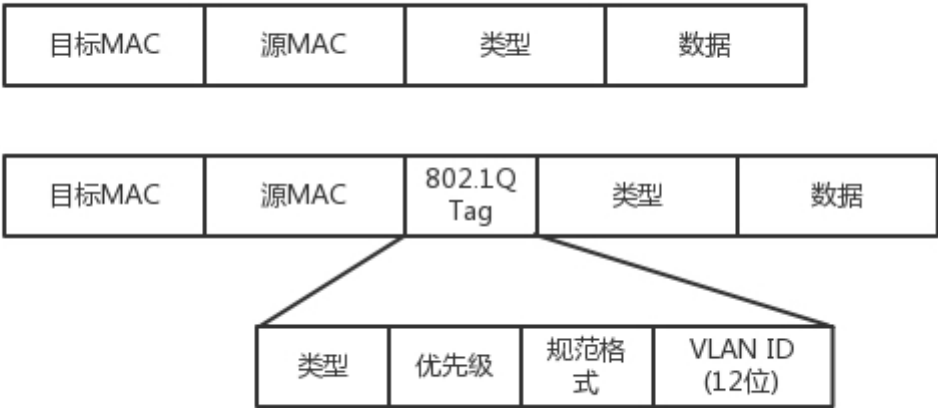 目标MAC 源MAC 类型 数据
目标MAC 源MAC 802.1Q Tag 类型 数据
类型 优先级 规范格式 VLAN ID (12位)